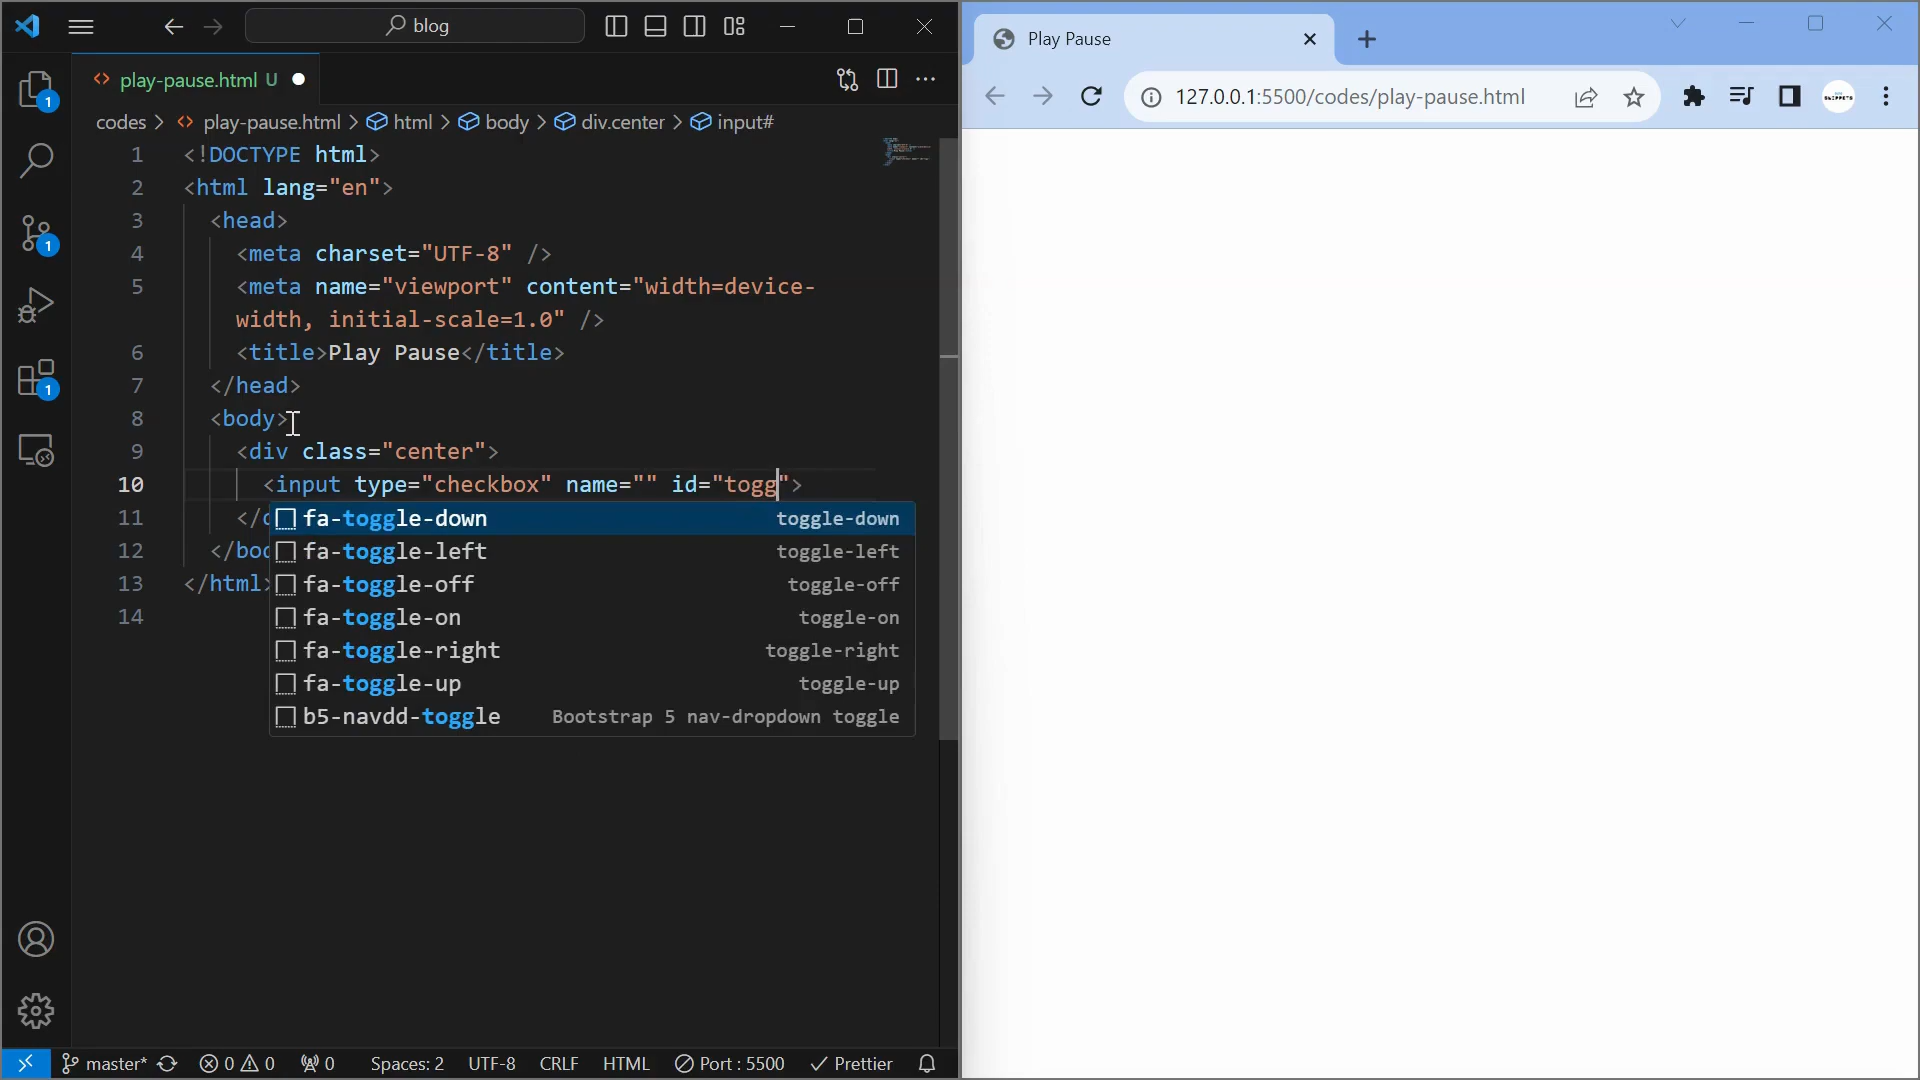 blog
Play Pause
play-pause.html U
127.0.0.1:5500/codes/play-pause.html
codes > play-pause.html > html > body > div.center > input#
1 <!DOCTYPE html>
2 <html lang="en">
3 <head>
4 <meta charset="UTF-8" />
5 <meta name="viewport" content="width=device-
width, initial-scale=1.0" />
6 <title>Play Pause</title>
7 </head>
8 <body>
9 <div class="center">
10 <input type="checkbox" name="" id="togg">
11 </d
12 </bod
13 </html>
14
fa-toggle-down toggle-down
fa-toggle-left toggle-left
fa-toggle-off toggle-off
fa-toggle-on toggle-on
fa-toggle-right toggle-right
fa-toggle-up toggle-up
b5-navdd-toggle Bootstrap 5 nav-dropdown toggle
1
1
1
master* 0 0 0 Spaces: 2 UTF-8 CRLF HTML Port : 5500 Prettier